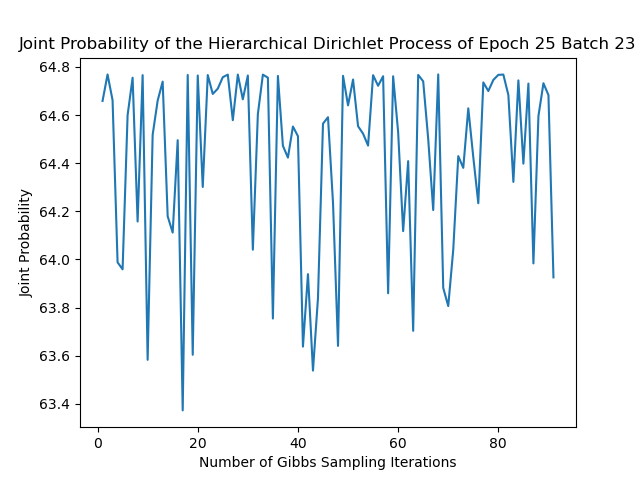 Joint Probability of the Hierarchical Dirichlet Process of Epoch 25 Batch 23
64.8
64.6
64.4
64.2
64.0
63.8
63.6
63.4
Joint Probability
0 20 40 60 80
Number of Gibbs Sampling Iterations